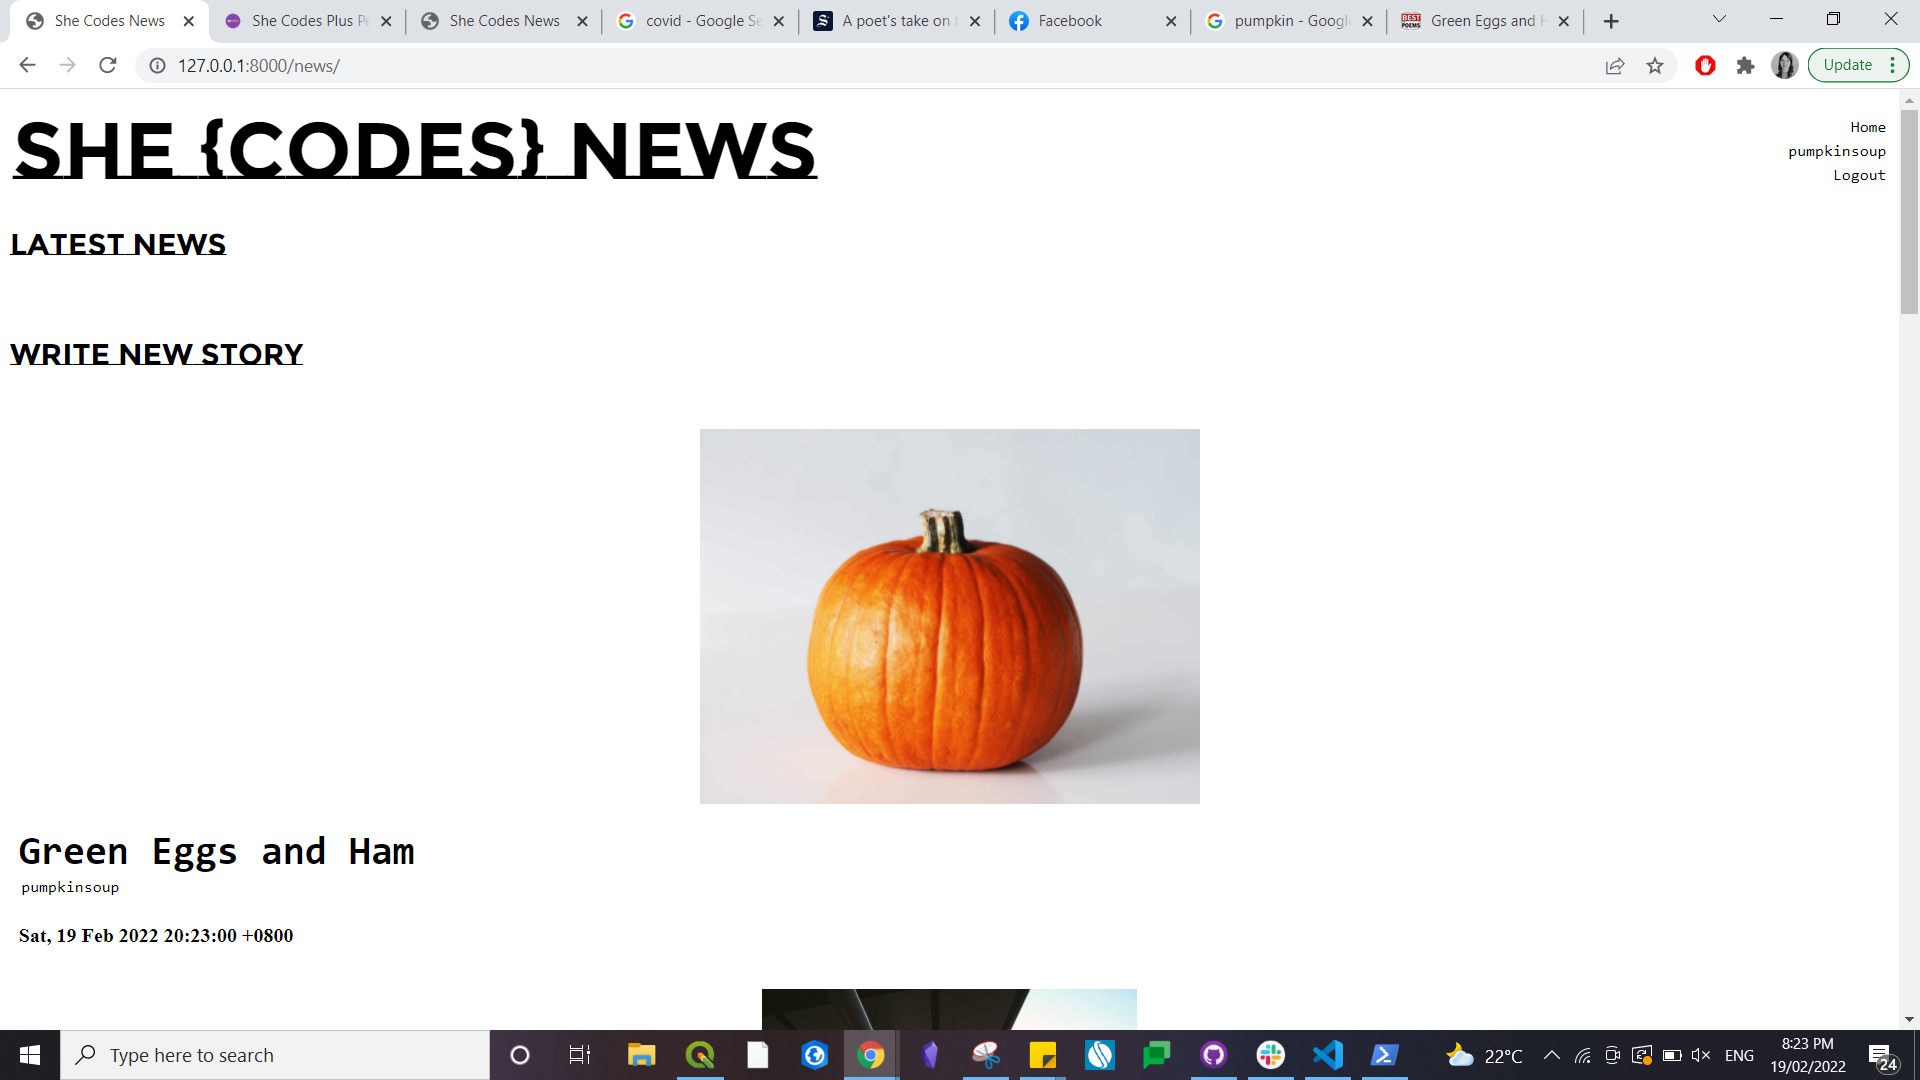 She Codes News
She Codes Plus Pe
She Codes News
covid - Google Se
A poet's take on t
Facebook
pumpkin - Google
Green Eggs and H
127.0.0.1:8000/news/
Update
SHE {CODES} NEWS
Home
pumpkinsoup
Logout
LATEST NEWS
WRITE NEW STORY
Green Eggs and Ham
pumpkinsoup
Sat, 19 Feb 2022 20:23:00 +0800
Type here to search
22°C
ENG
8:23 PM
19/02/2022
24